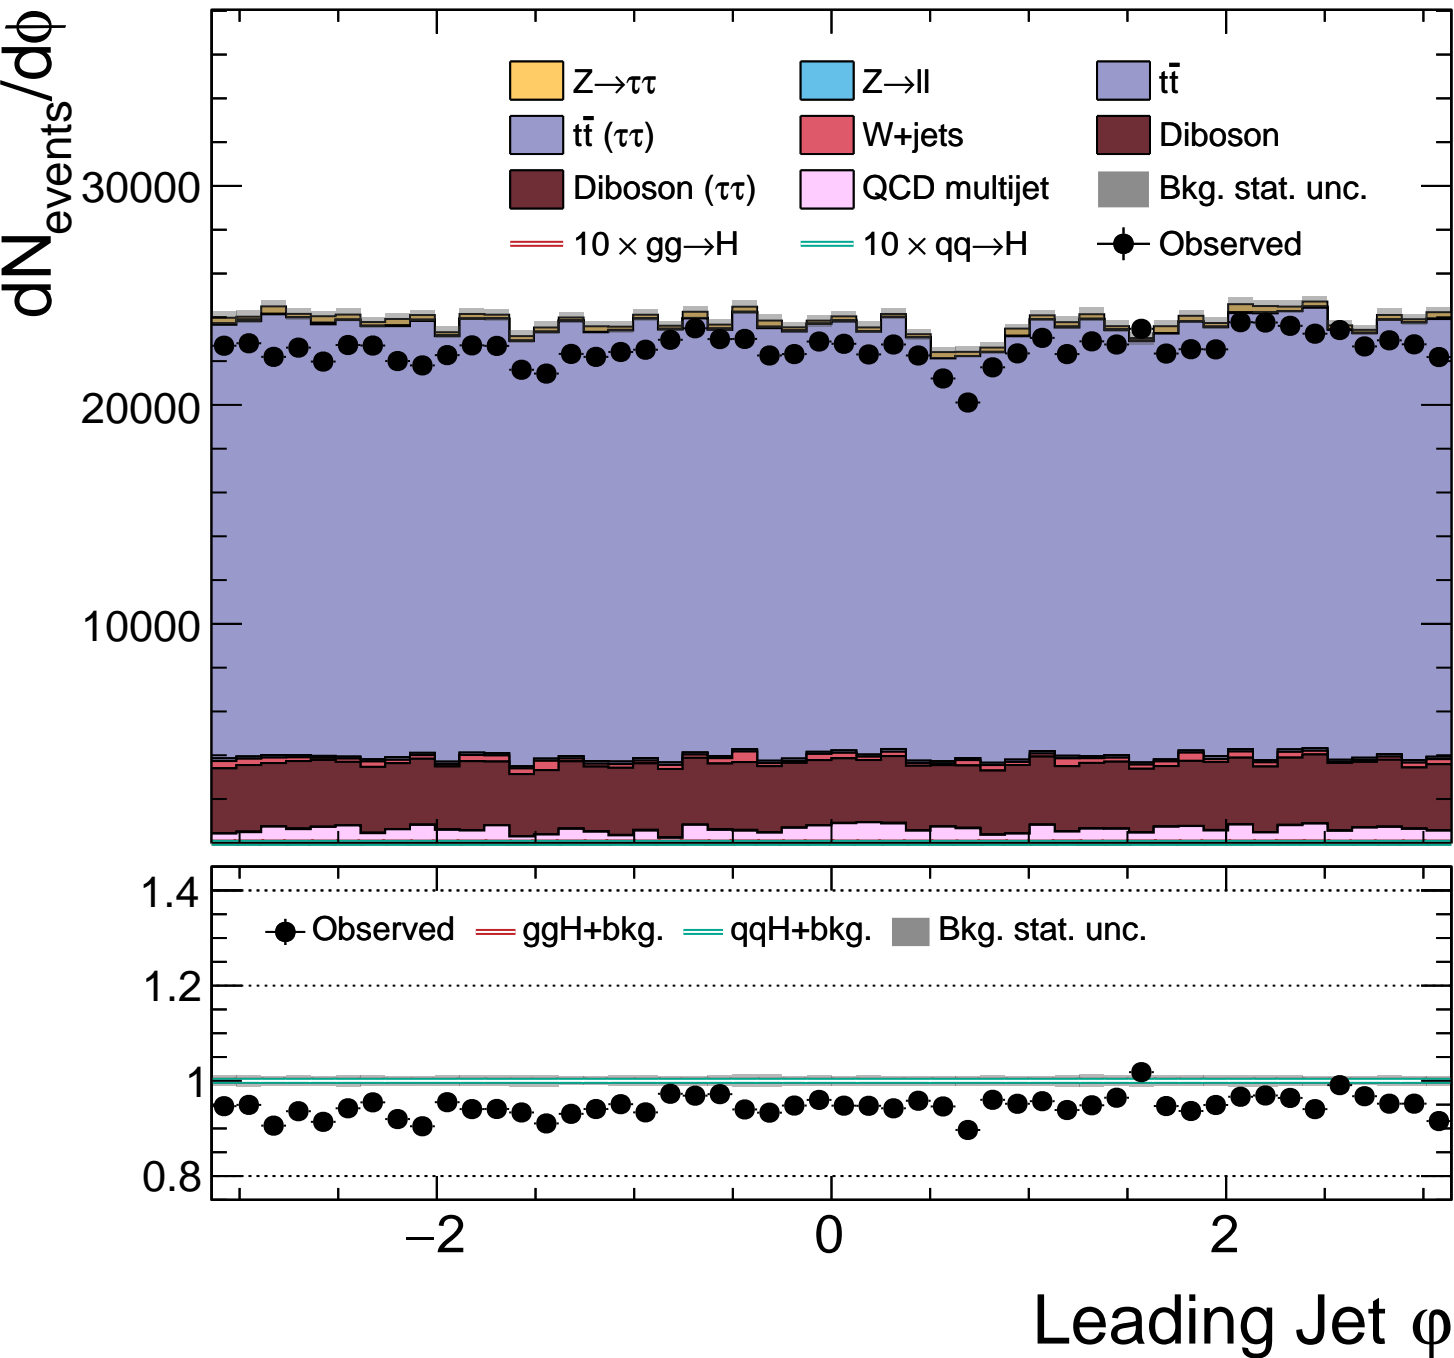 dN_events/dϕ
Z→ττ Z→ll tt̄
tt̄ (ττ) W+jets Diboson
Diboson (ττ) QCD multijet Bkg. stat. unc.
10 × gg→H 10 × qq→H Observed
30000
20000
10000
1.4
Observed ggH+bkg. qqH+bkg. Bkg. stat. unc.
1.2
1
0.8
−2 0 2
Leading Jet φ